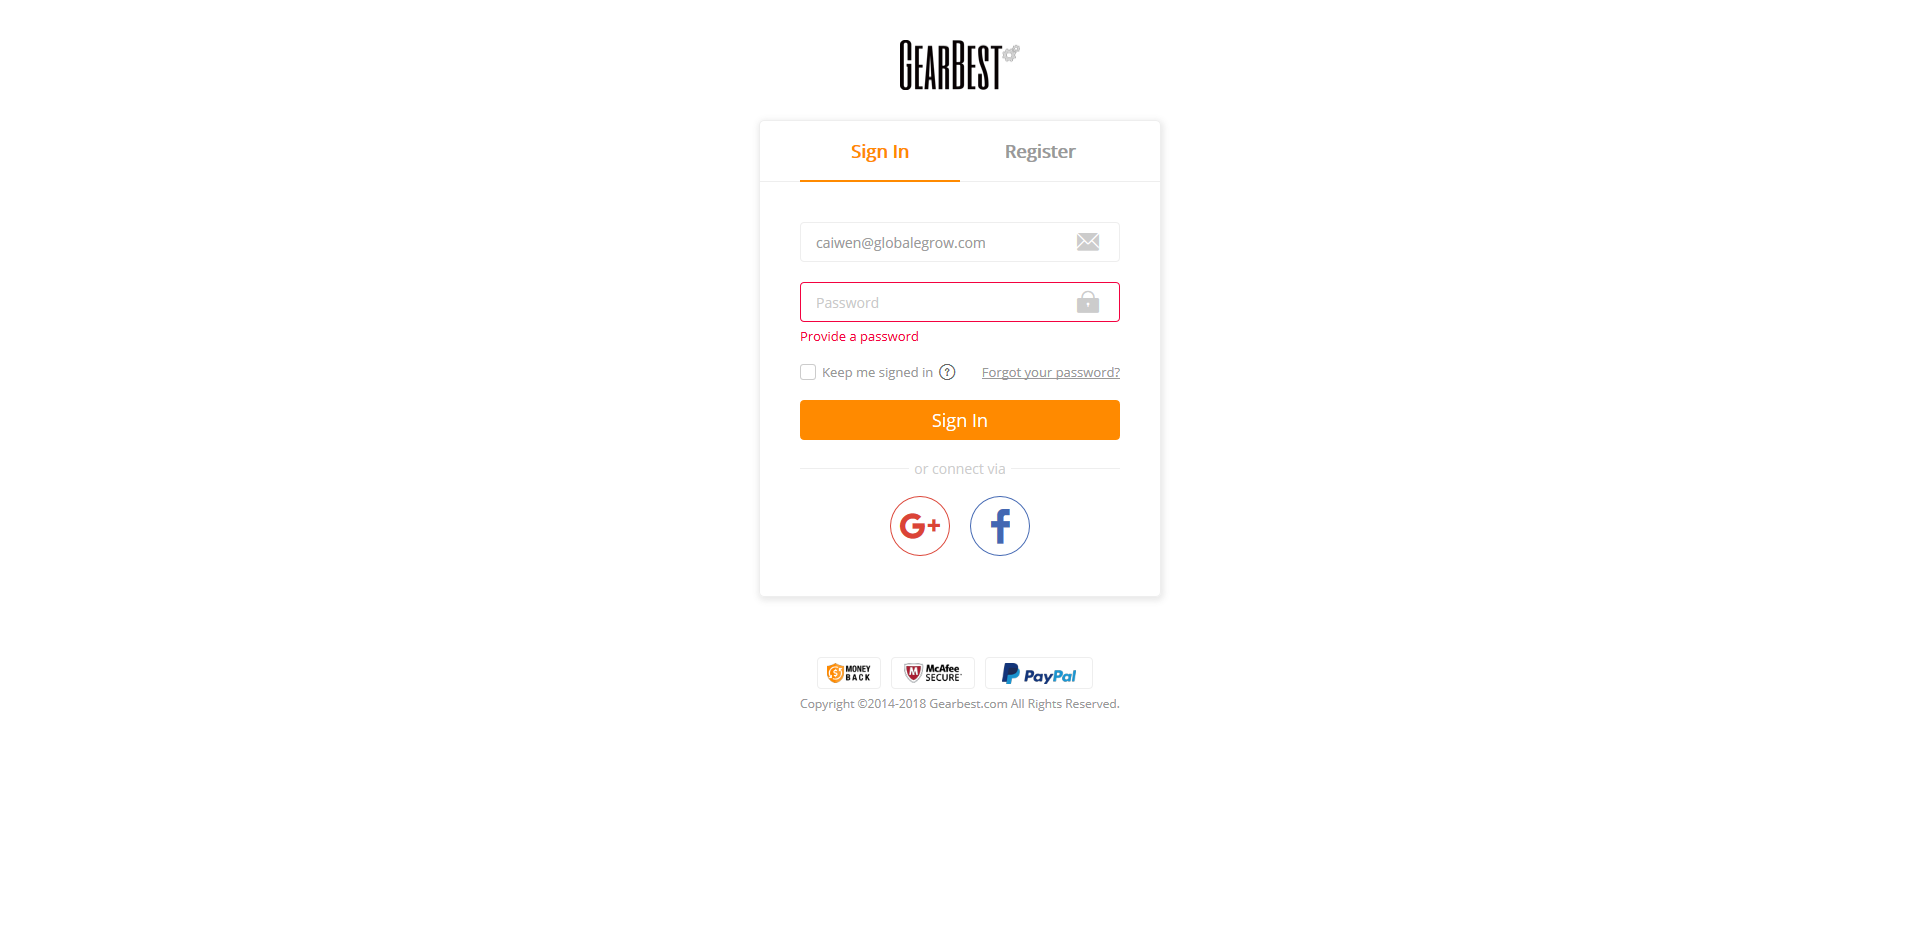 GEARBEST
Sign In Register
caiwen@globalegrow.com
Password
Provide a password
Keep me signed in ? Forgot your password?
Sign In
or connect via
G+ f
$ MONEY BACK M McAfee SECURE P PayPal
Copyright ©2014-2018 Gearbest.com All Rights Reserved.